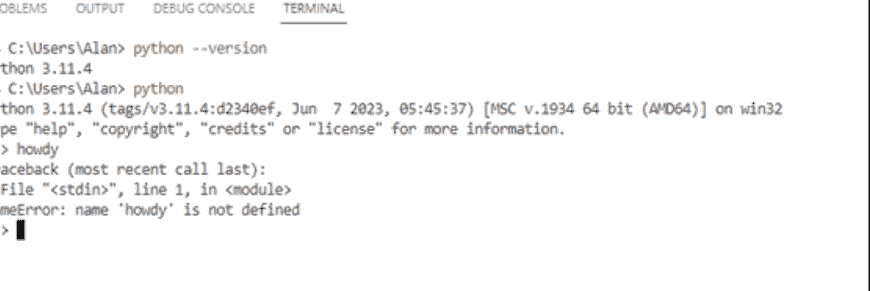 OBLEMS OUTPUT DEBUG CONSOLE TERMINAL
C:\Users\Alan> python --version
thon 3.11.4
C:\Users\Alan> python
thon 3.11.4 (tags/v3.11.4:d2340ef, Jun  7 2023, 05:45:37) [MSC v.1934 64 bit (AMD64)] on win32
pe "help", "copyright", "credits" or "license" for more information.
> howdy
aceback (most recent call last):
File "<stdin>", line 1, in <module>
meError: name 'howdy' is not defined
>